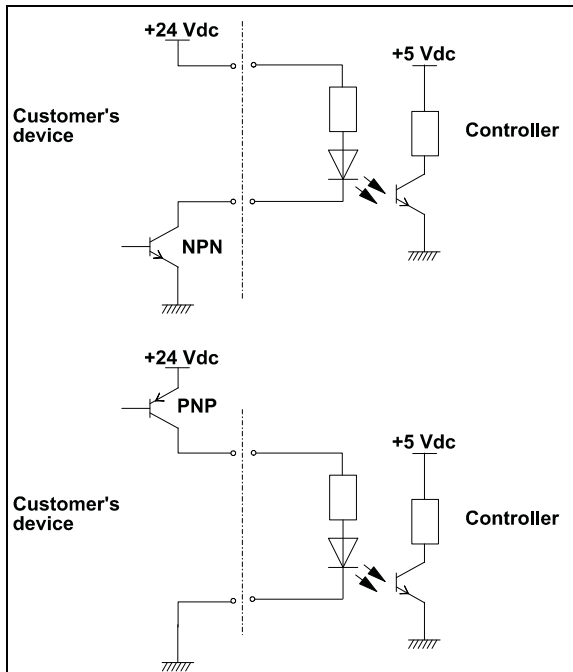 +24 Vdc
+5 Vdc
Customer's
device
Controller
NPN
+24 Vdc
PNP
+5 Vdc
Customer's
device
Controller